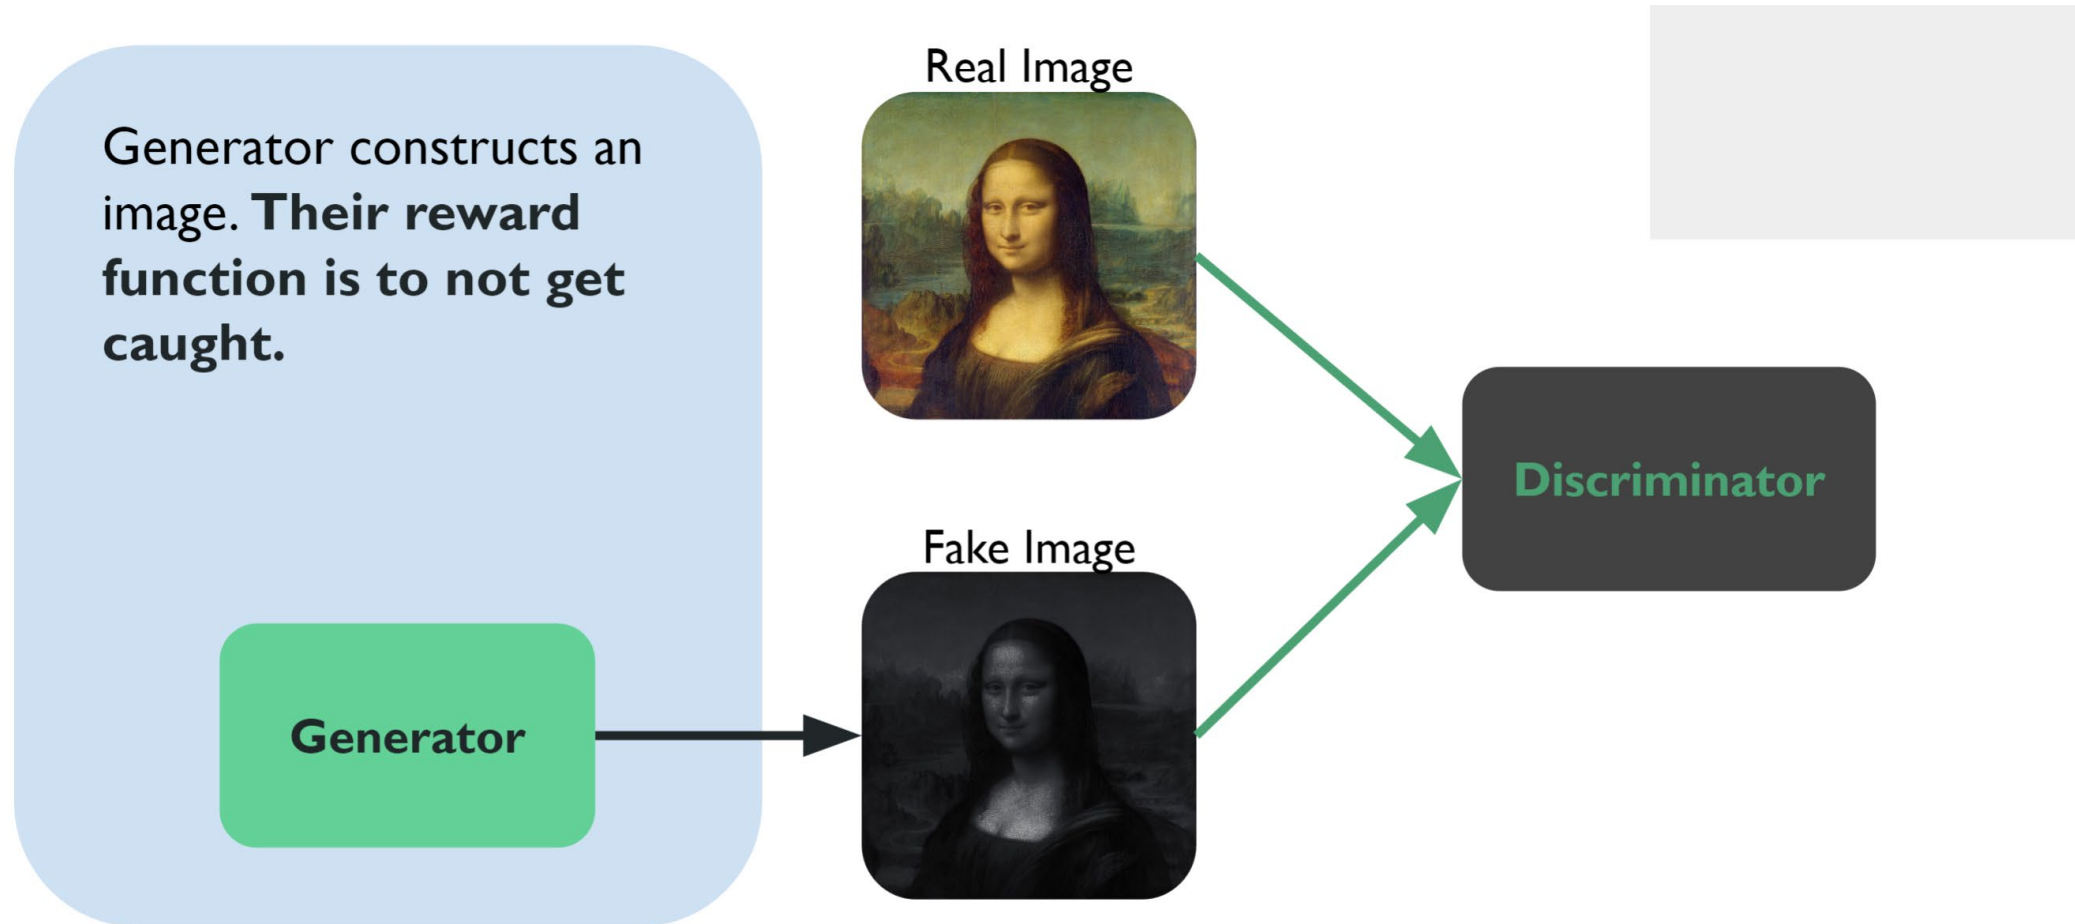 Generator constructs an
image. Their reward
function is to not get
caught.
Generator
Real Image
Fake Image
Discriminator